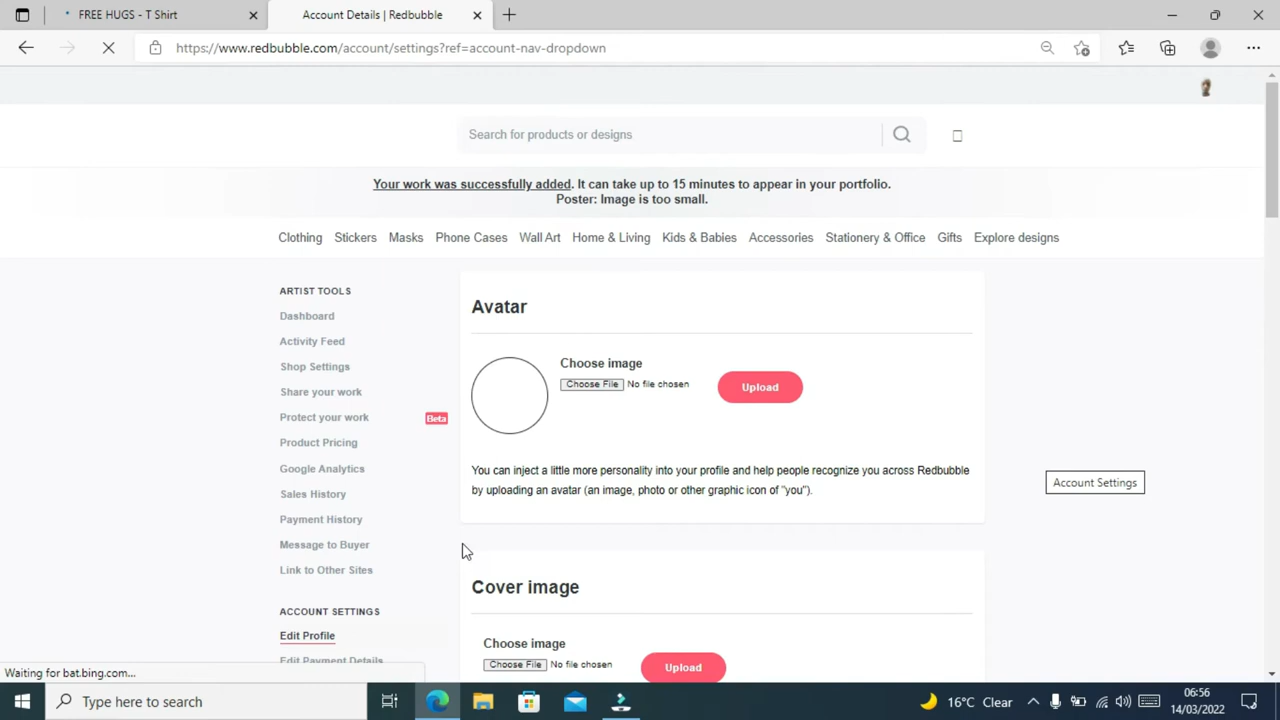 FREE HUGS - T Shirt
Account Details | Redbubble
https://www.redbubble.com/account/settings?ref=account-nav-dropdown
Search for products or designs
Your work was successfully added. It can take up to 15 minutes to appear in your portfolio.
Poster: Image is too small.
Clothing Stickers Masks Phone Cases Wall Art Home & Living Kids & Babies Accessories Stationery & Office Gifts Explore designs
ARTIST TOOLS
Dashboard
Activity Feed
Shop Settings
Share your work
Protect your work Beta
Product Pricing
Google Analytics
Sales History
Payment History
Message to Buyer
Link to Other Sites
ACCOUNT SETTINGS
Edit Profile
Edit Payment Details
Avatar
Choose image
Choose File No file chosen
Upload
You can inject a little more personality into your profile and help people recognize you across Redbubble
by uploading an avatar (an image, photo or other graphic icon of "you").
Account Settings
Cover image
Choose image
Choose File No file chosen
Upload
Waiting for bat.bing.com...
Type here to search
16°C Clear
06:56
14/03/2022